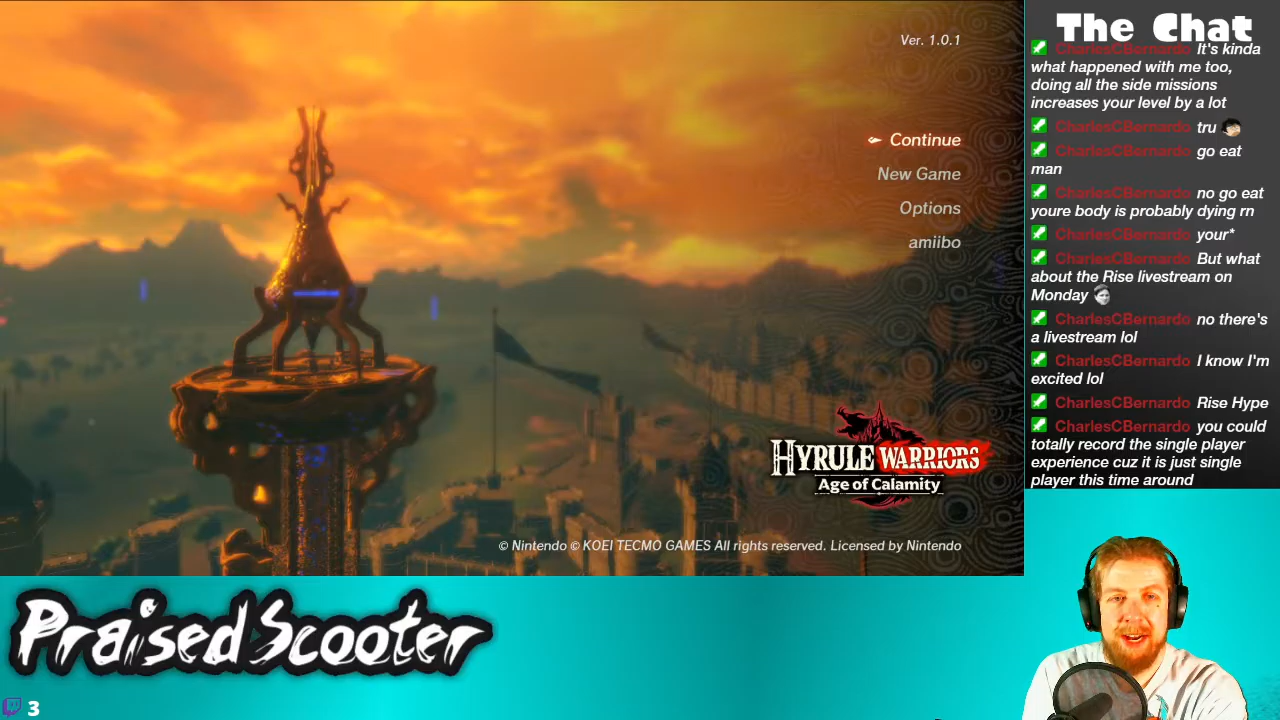 Ver. 1.0.1
Continue
New Game
Options
amiibo
HYRULE WARRIORS
Age of Calamity
© Nintendo © KOEI TECMO GAMES All rights reserved. Licensed by Nintendo
The Chat
CharlesCBernardo It's kinda
what happened with me too,
doing all the side missions
increases your level by a lot
CharlesCBernardo tru
CharlesCBernardo go eat
man
CharlesCBernardo no go eat
youre body is probably dying rn
CharlesCBernardo your*
CharlesCBernardo But what
about the Rise livestream on
Monday
CharlesCBernardo no there's
a livestream lol
CharlesCBernardo I know I'm
excited lol
CharlesCBernardo Rise Hype
CharlesCBernardo you could
totally record the single player
experience cuz it is just single
player this time around
Praised Scooter
3